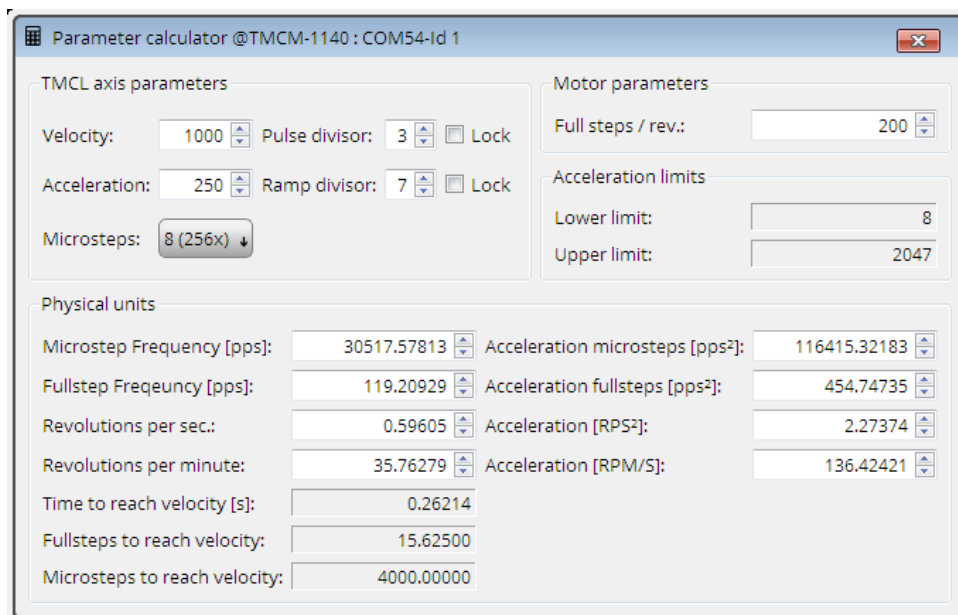 Parameter calculator @TMCM-1140 : COM54-Id 1
TMCL axis parameters
Velocity: 1000 Pulse divisor: 3 Lock
Acceleration: 250 Ramp divisor: 7 Lock
Microsteps: 8 (256x)
Motor parameters
Full steps / rev.: 200
Acceleration limits
Lower limit: 8
Upper limit: 2047
Physical units
Microstep Frequency [pps]: 30517.57813 Acceleration microsteps [pps²]: 116415.32183
Fullstep Freqeuncy [pps]: 119.20929 Acceleration fullsteps [pps²]: 454.74735
Revolutions per sec.: 0.59605 Acceleration [RPS²]: 2.27374
Revolutions per minute: 35.76279 Acceleration [RPM/S]: 136.42421
Time to reach velocity [s]: 0.26214
Fullsteps to reach velocity: 15.62500
Microsteps to reach velocity: 4000.00000